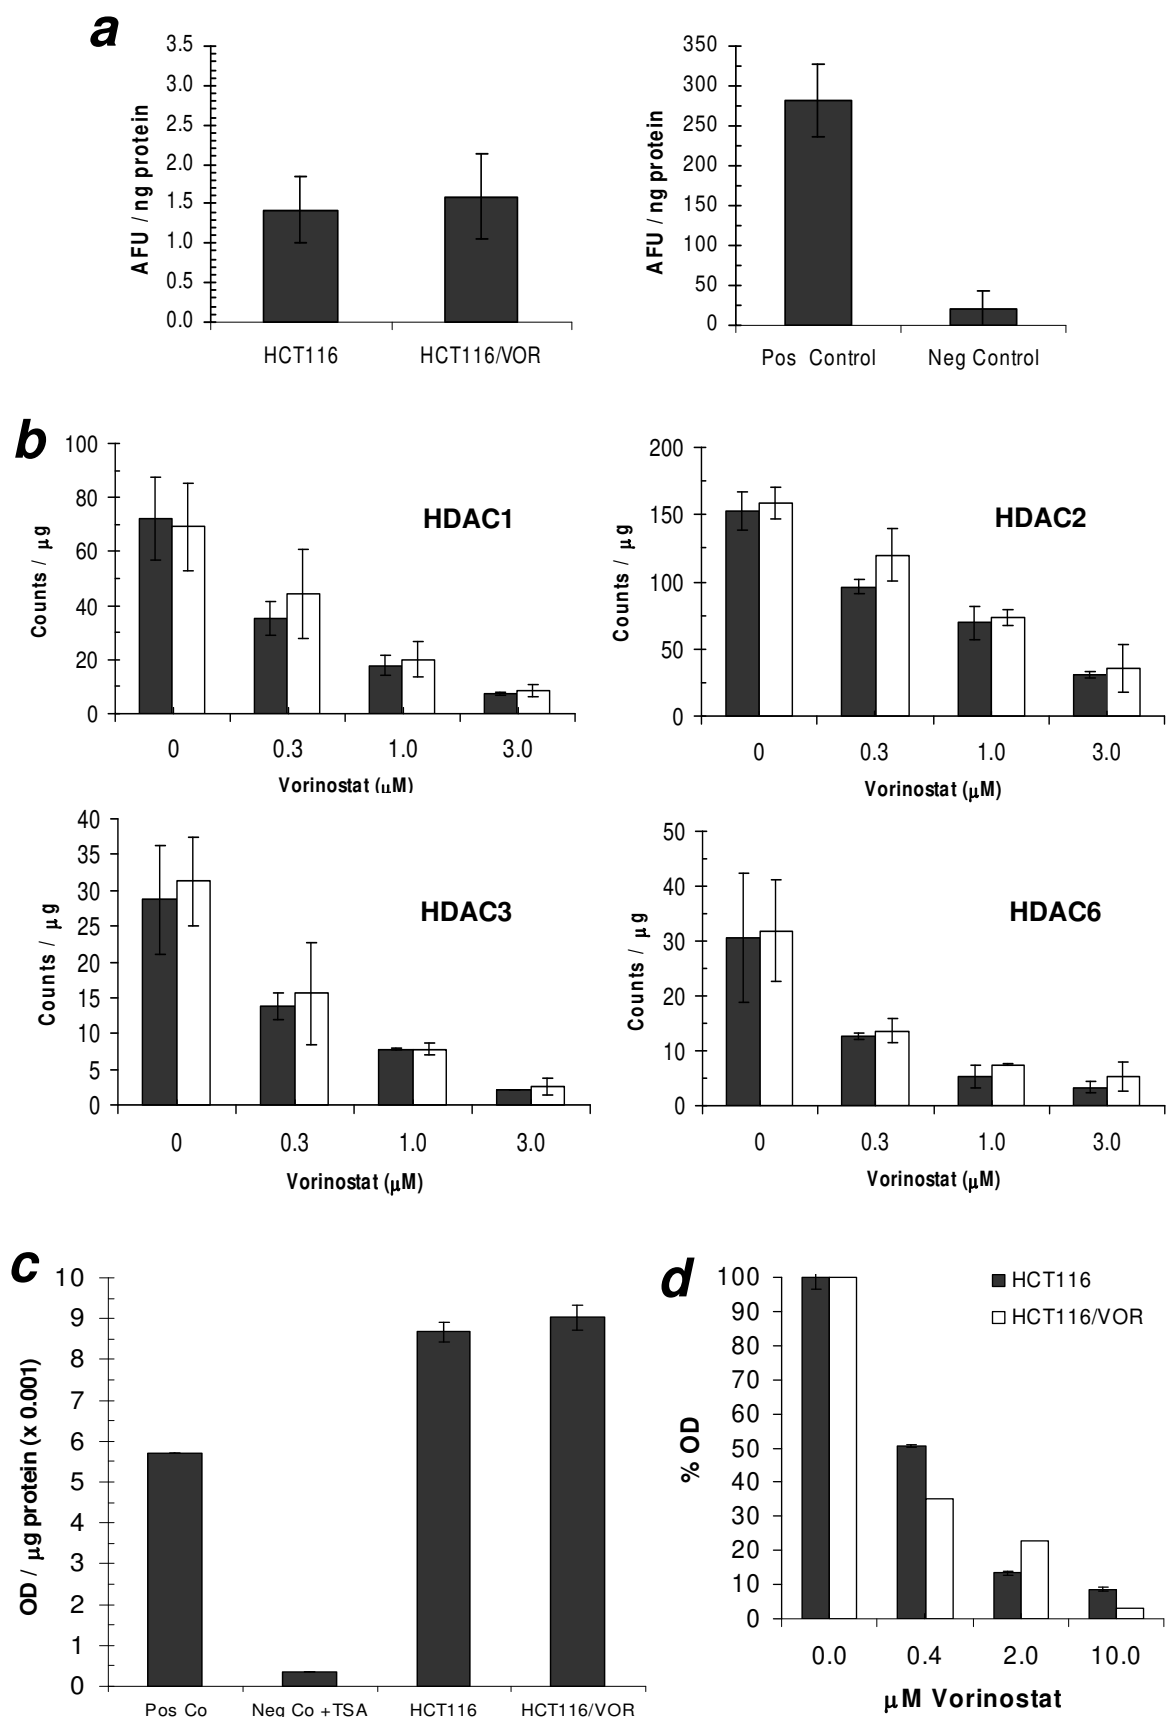 a
3.5
3.0
2.5
2.0
1.5
1.0
0.5
0.0
AFU / ng protein
HCT116 HCT116/VOR
350
300
250
200
150
100
50
0
AFU / ng protein
Pos Control Neg Control
b
100
80
60
40
20
0
Counts / µg
HDAC1
0 0.3 1.0 3.0
Vorinostat (µM)
200
150
100
50
0
Counts / µg
HDAC2
0 0.3 1.0 3.0
Vorinostat (µM)
40
35
30
25
20
15
10
5
0
Counts / µg
HDAC3
0 0.3 1.0 3.0
Vorinostat (µM)
50
40
30
20
10
0
Counts / µg
HDAC6
0 0.3 1.0 3.0
Vorinostat (µM)
c
10
9
8
7
6
5
4
3
2
1
0
OD / µg protein (x 0.001)
Pos Co Neg Co +TSA HCT116 HCT116/VOR
d
100
90
80
70
60
50
40
30
20
10
0
% OD
HCT116
HCT116/VOR
0.0 0.4 2.0 10.0
µM Vorinostat